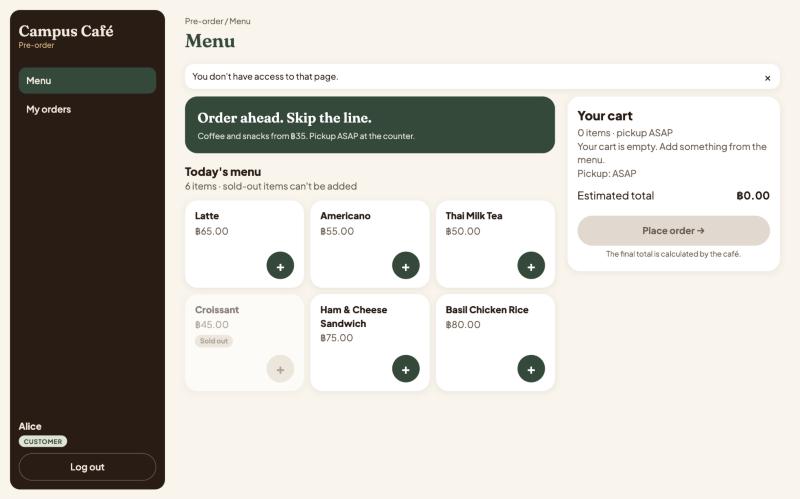 Campus Café
Pre-order
Menu
My orders
Alice
CUSTOMER
Log out
Pre-order / Menu
Menu
You don't have access to that page.
×
Order ahead. Skip the line.
Coffee and snacks from ฿35. Pickup ASAP at the counter.
Today's menu
6 items · sold-out items can't be added
Latte
฿65.00
+
Americano
฿55.00
+
Thai Milk Tea
฿50.00
+
Croissant
฿45.00
Sold out
+
Ham & Cheese
Sandwich
฿75.00
+
Basil Chicken Rice
฿80.00
+
Your cart
0 items · pickup ASAP
Your cart is empty. Add something from the
menu.
Pickup: ASAP
Estimated total ฿0.00
Place order →
The final total is calculated by the café.